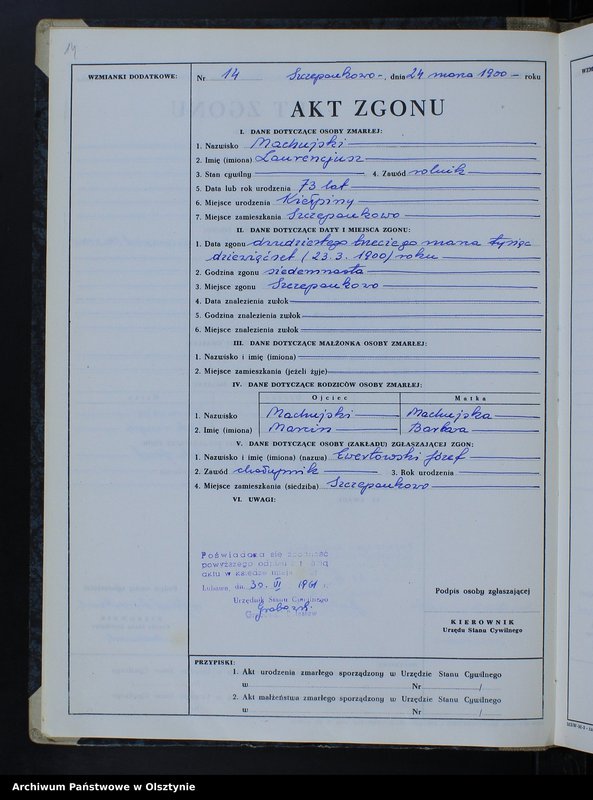 14
WZMIANKI DODATKOWE:
Nr 14 Szczepankowo-, dnia 24 marca 1900 - roku
AKT ZGONU
I. DANE DOTYCZĄCE OSOBY ZMARŁEJ:
1. Nazwisko Machujski
2. Imię (imiona) Laurencjusz
3. Stan cywilny 4. Zawód rolnik
5. Data lub rok urodzenia 73 lat
6. Miejsce urodzenia Kiełpiny
7. Miejsce zamieszkania Szczepankowo
II. DANE DOTYCZĄCE DATY I MIEJSCA ZGONU:
1. Data zgonu dwudziestego trzeciego marca tysiąc
dziewięćset (23.3.1900) roku
2. Godzina zgonu siedemnasta
3. Miejsce zgonu Szczepankowo
4. Data znalezienia zwłok
5. Godzina znalezienia zwłok
6. Miejsce znalezienia zwłok
III. DANE DOTYCZĄCE MAŁŻONKA OSOBY ZMARŁEJ:
1. Nazwisko i imię (imiona)
2. Miejsce zamieszkania (jeżeli żyje)
IV. DANE DOTYCZĄCE RODZICÓW OSOBY ZMARŁEJ:
Ojciec Matka
1. Nazwisko Machujski Machujska
2. Imię (imiona) Marcin Barbara
V. DANE DOTYCZĄCE OSOBY (ZAKŁADU) ZGŁASZAJĄCEJ ZGON:
1. Nazwisko i imię (imiona) (nazwa) Ewertowski Józef
2. Zawód chałupnik 3. Rok urodzenia
4. Miejsce zamieszkania (siedziba) Szczepankowo
VI. UWAGI:
Poświadcza się zgodność
powyższego odpisu z treścią
aktu w księdze
Lubawa, dn. 30. VI 1961 r.
Urzędnik Stanu Cywilnego
Podpis osoby zgłaszającej
KIEROWNIK
Urzędu Stanu Cywilnego
PRZYPISKI:
1. Akt urodzenia zmarłego sporządzony w Urzędzie Stanu Cywilnego
w Nr /
2. Akt małżeństwa zmarłego sporządzony w Urzędzie Stanu Cywilnego
w Nr /
Archiwum Państwowe w Olsztynie